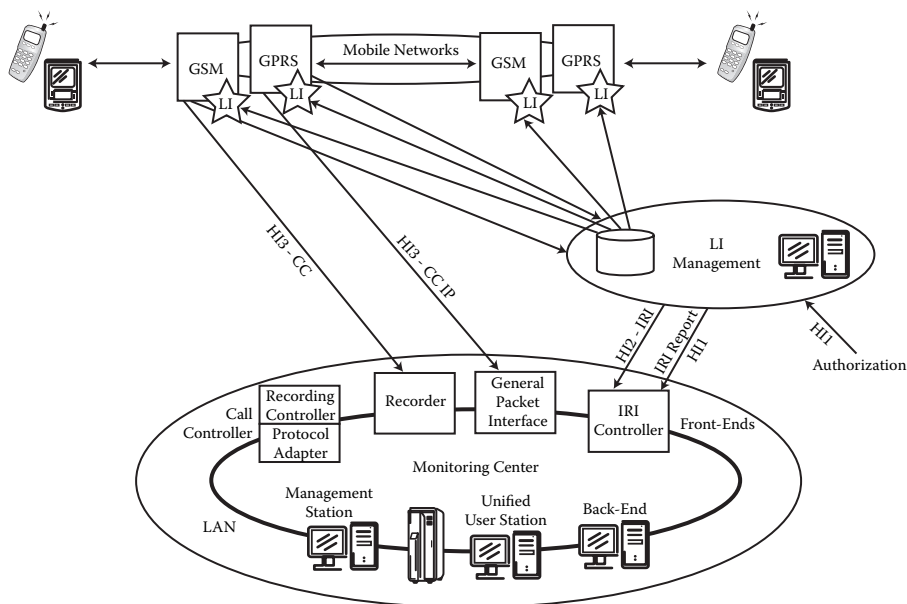 Mobile Networks
GSM
GPRS
LI
LI
GSM
GPRS
LI
LI
HI3 - CC
HI3 - CC IP
LI
Management
HI2 - IRI
IRI Report
HI1
HI1
Authorization
Call
Controller
Recording
Controller
Protocol
Adapter
Recorder
General
Packet
Interface
IRI
Controller
Front-Ends
Monitoring Center
LAN
Management
Station
Unified
User Station
Back-End